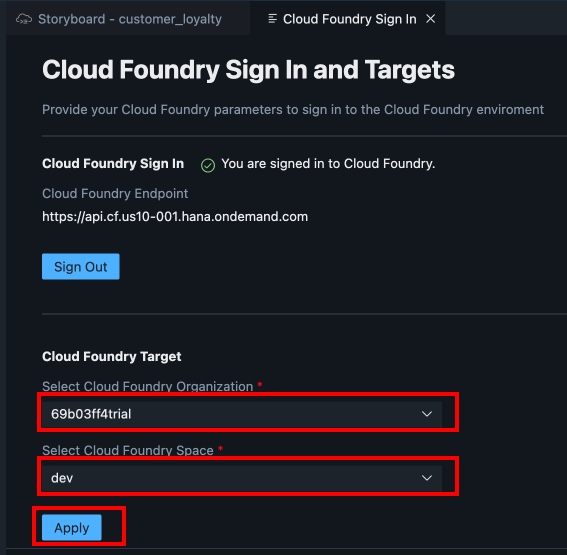 Storyboard - customer_loyalty
Cloud Foundry Sign In
Cloud Foundry Sign In and Targets
Provide your Cloud Foundry parameters to sign in to the Cloud Foundry enviroment
Cloud Foundry Sign In You are signed in to Cloud Foundry.
Cloud Foundry Endpoint
https://api.cf.us10-001.hana.ondemand.com
Sign Out
Cloud Foundry Target
Select Cloud Foundry Organization *
69b03ff4trial
Select Cloud Foundry Space *
dev
Apply